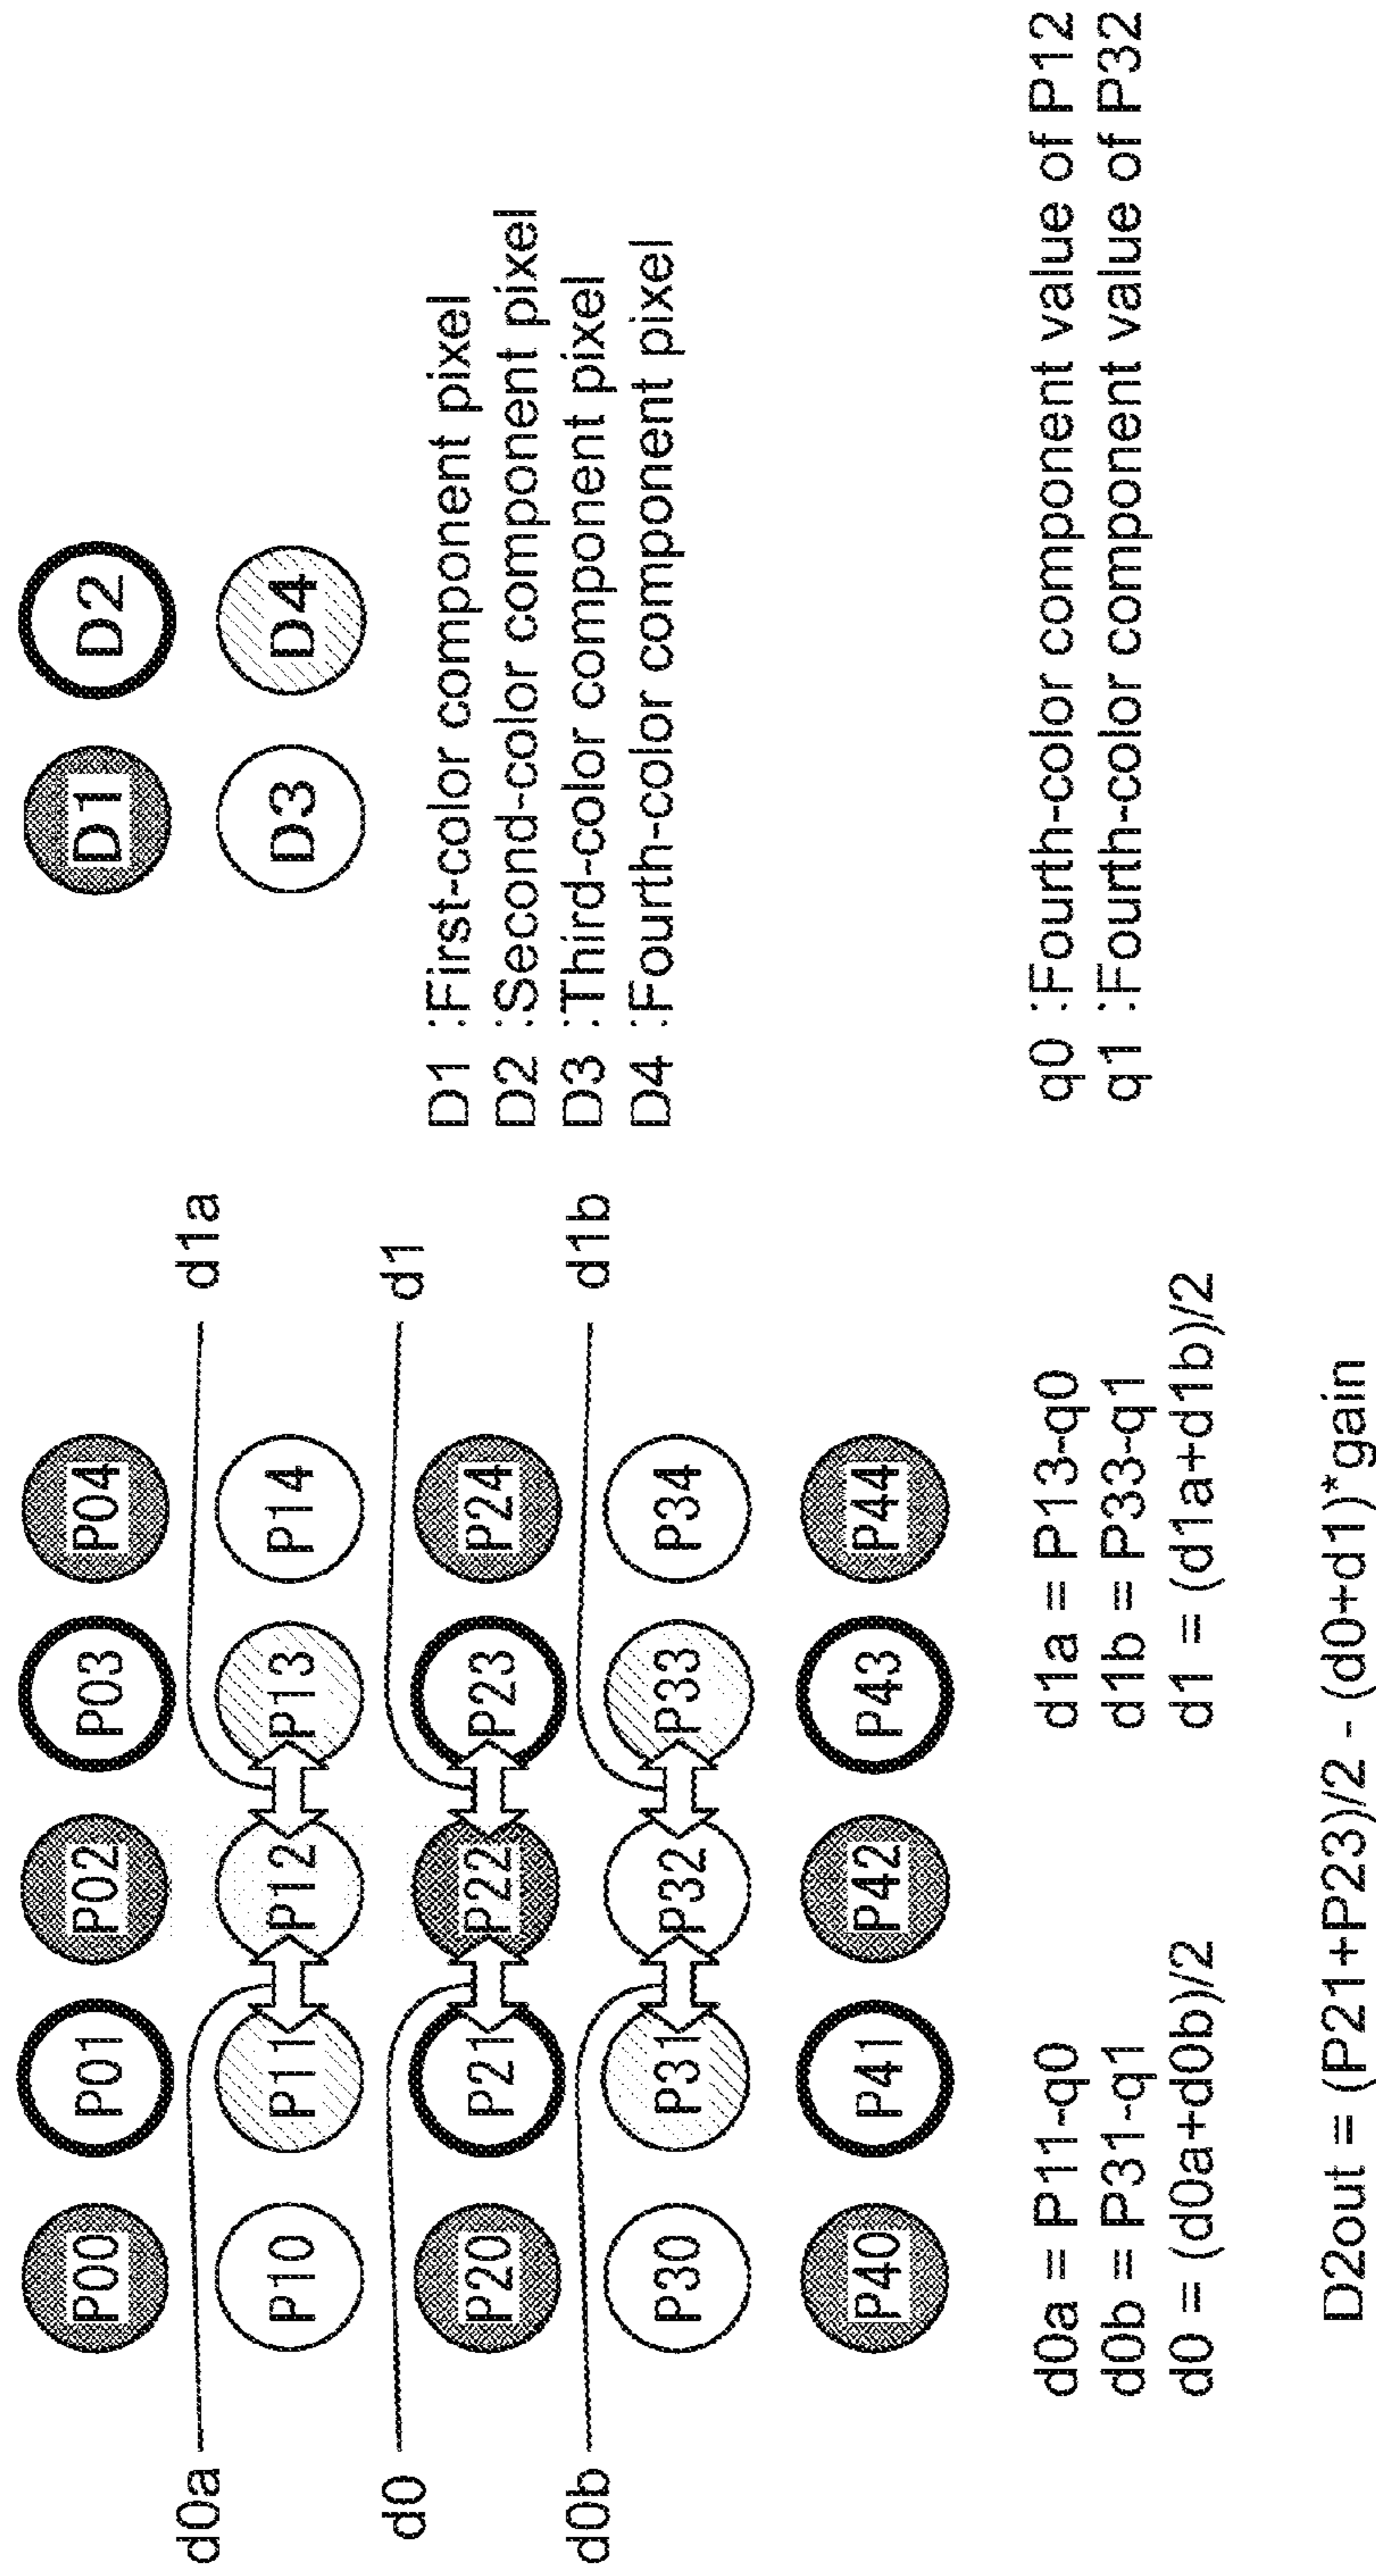 P00 P01 P02 P03 P04
d0a d1a
P10 P11 P12 P13 P14
d0 d1
P20 P21 P22 P23 P24
d0b d1b
P30 P31 P32 P33 P34
P40 P41 P42 P43 P44
D1 D2
D3 D4
D1 :First-color component pixel
D2 :Second-color component pixel
D3 :Third-color component pixel
D4 :Fourth-color component pixel
d0a = P11-q0
d0b = P31-q1
d0 = (d0a+d0b)/2
d1a = P13-q0
d1b = P33-q1
d1 = (d1a+d1b)/2
q0 :Fourth-color component value of P12
q1 :Fourth-color component value of P32
D2out = (P21+P23)/2 - (d0+d1)*gain